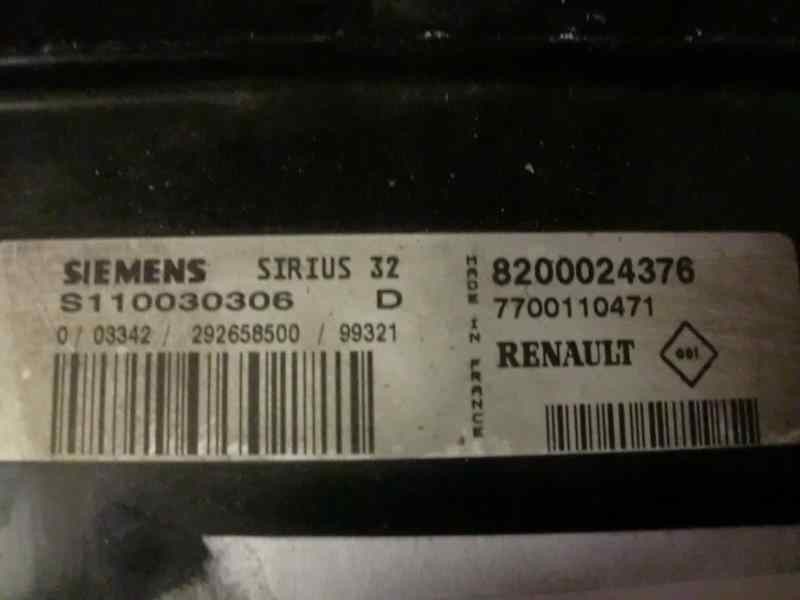 SIEMENS SIRIUS 32
S110030306 D
0/ 03342 / 292658500 / 99321
MADE IN FRANCE
8200024376
7700110471
RENAULT